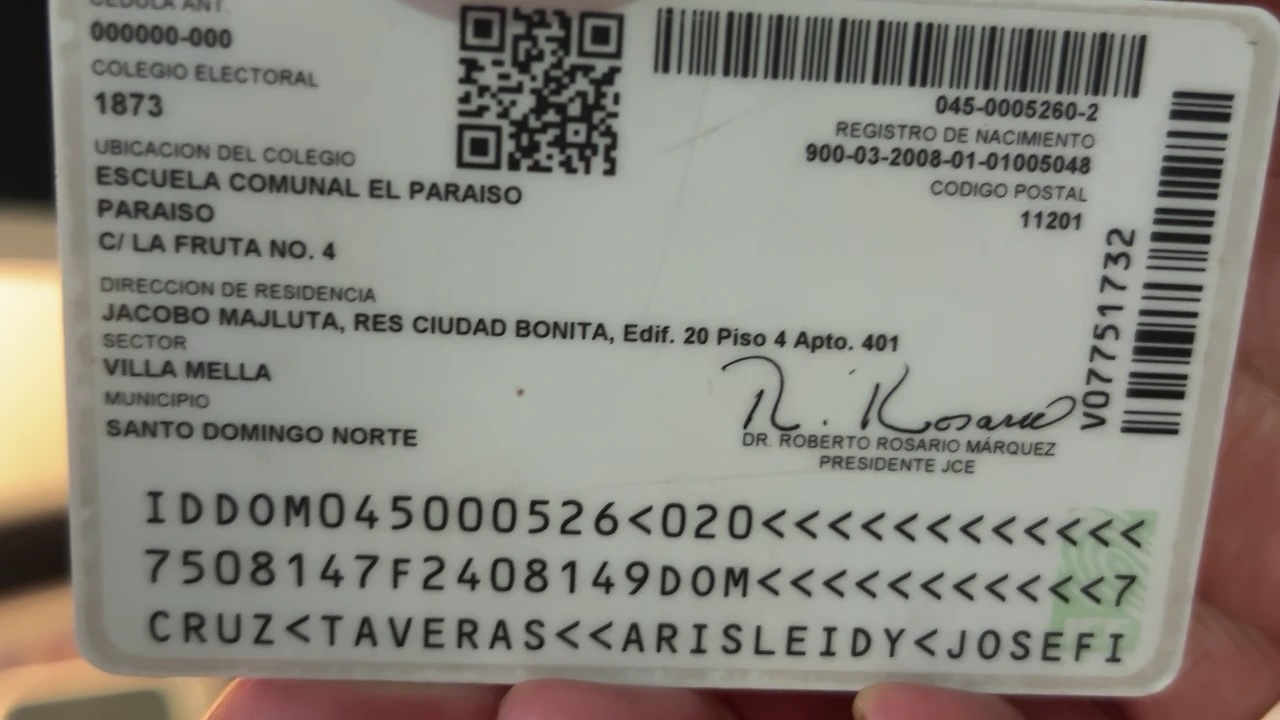 CEDULA ANT.
000000-000
COLEGIO ELECTORAL
1873
UBICACION DEL COLEGIO
ESCUELA COMUNAL EL PARAISO
PARAISO
C/ LA FRUTA NO. 4
DIRECCION DE RESIDENCIA
JACOBO MAJLUTA, RES CIUDAD BONITA, Edif. 20 Piso 4 Apto. 401
SECTOR
VILLA MELLA
MUNICIPIO
SANTO DOMINGO NORTE
045-0005260-2
REGISTRO DE NACIMIENTO
900-03-2008-01-01005048
CODIGO POSTAL
11201
V07751732
R. Rosario
DR. ROBERTO ROSARIO MÁRQUEZ
PRESIDENTE JCE
IDDOM045000526<020<<<<<<<<<<<<
7508147F2408149DOM<<<<<<<<<<<7
CRUZ<TAVERAS<<ARISLEIDY<JOSEFI